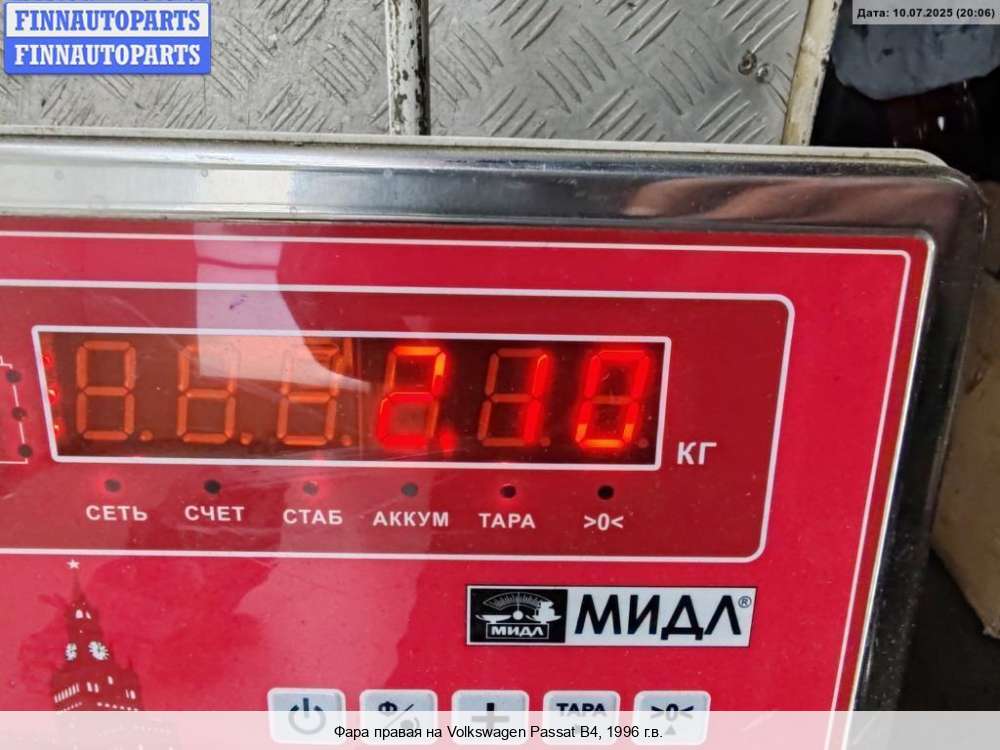 FINNAUTOPARTS
FINNAUTOPARTS
Дата: 10.07.2025 (20:06)
2.10
КГ
СЕТЬ СЧЕТ СТАБ АККУМ ТАРА >0<
МИДЛ МИДЛ®
Ф/ + ТАРА >0<
Фара правая на Volkswagen Passat B4, 1996 г.в.